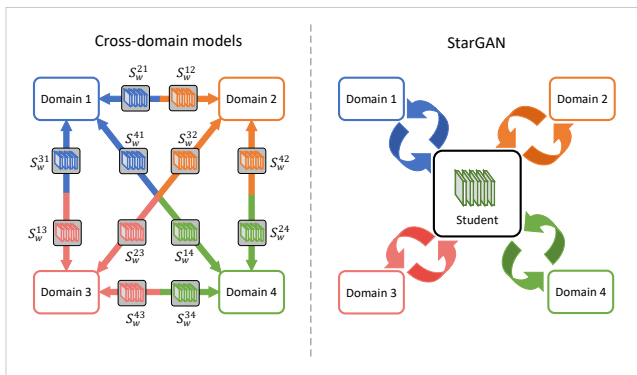 Cross-domain models
StarGAN
S_w^{21} S_w^{12}
Domain 1
Domain 2
Domain 1
Domain 2
S_w^{41} S_w^{32}
S_w^{31}
S_w^{42}
S_w^{13}
S_w^{24}
Student
S_w^{23} S_w^{14}
Domain 3
Domain 4
Domain 3
Domain 4
S_w^{43} S_w^{34}